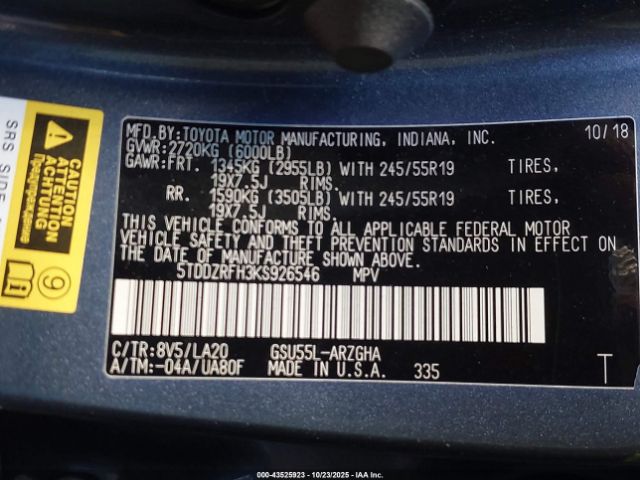 MFD.BY:TOYOTA MOTOR MANUFACTURING, INDIANA, INC. 10/18
GVWR:2720KG (6000LB)
GAWR:FRT. 1345KG (2955LB) WITH 245/55R19 TIRES,
19X7.5J RIMS.
RR. 1590KG (3505LB) WITH 245/55R19 TIRES,
19X7.5J RIMS.
THIS VEHICLE CONFORMS TO ALL APPLICABLE FEDERAL MOTOR
VEHICLE SAFETY AND THEFT PREVENTION STANDARDS IN EFFECT ON
THE DATE OF MANUFACTURE SHOWN ABOVE.
5TDDZRFH3KS926546 MPV
C/TR:8V5/LA20 GSU55L-ARZGHA
A/TM:-04A/UA80F MADE IN U.S.A. 335 T
SRS SIDE
CAUTION
ATTENTION
ACHTUNG
9
000-43525923 | 10/23/2025 | IAA Inc.